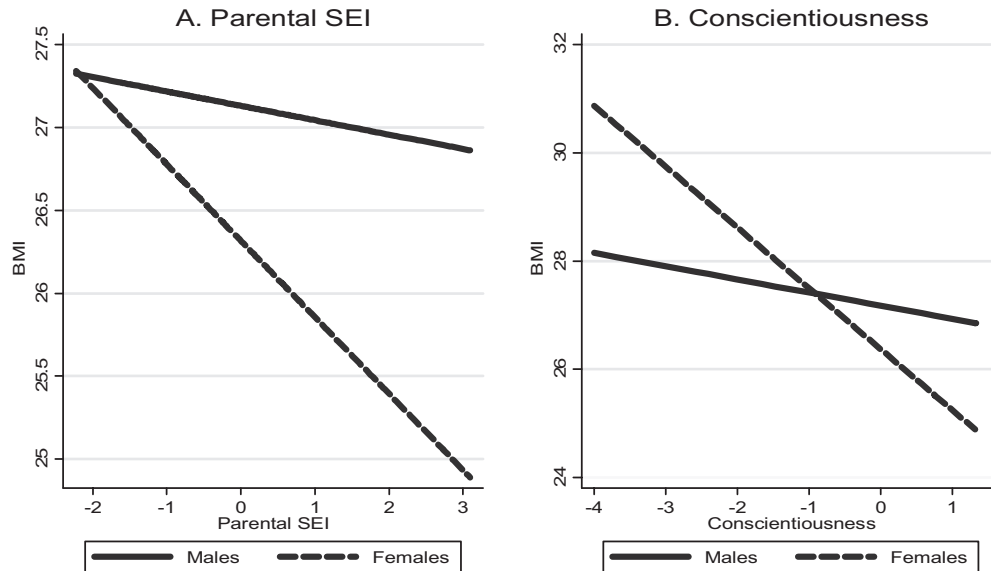 A. Parental SEI
27.5
27
26.5
26
25.5
25
BMI
-2 -1 0 1 2 3
Parental SEI
Males Females
B. Conscientiousness
32
30
28
26
24
BMI
-4 -3 -2 -1 0 1
Conscientiousness
Males Females